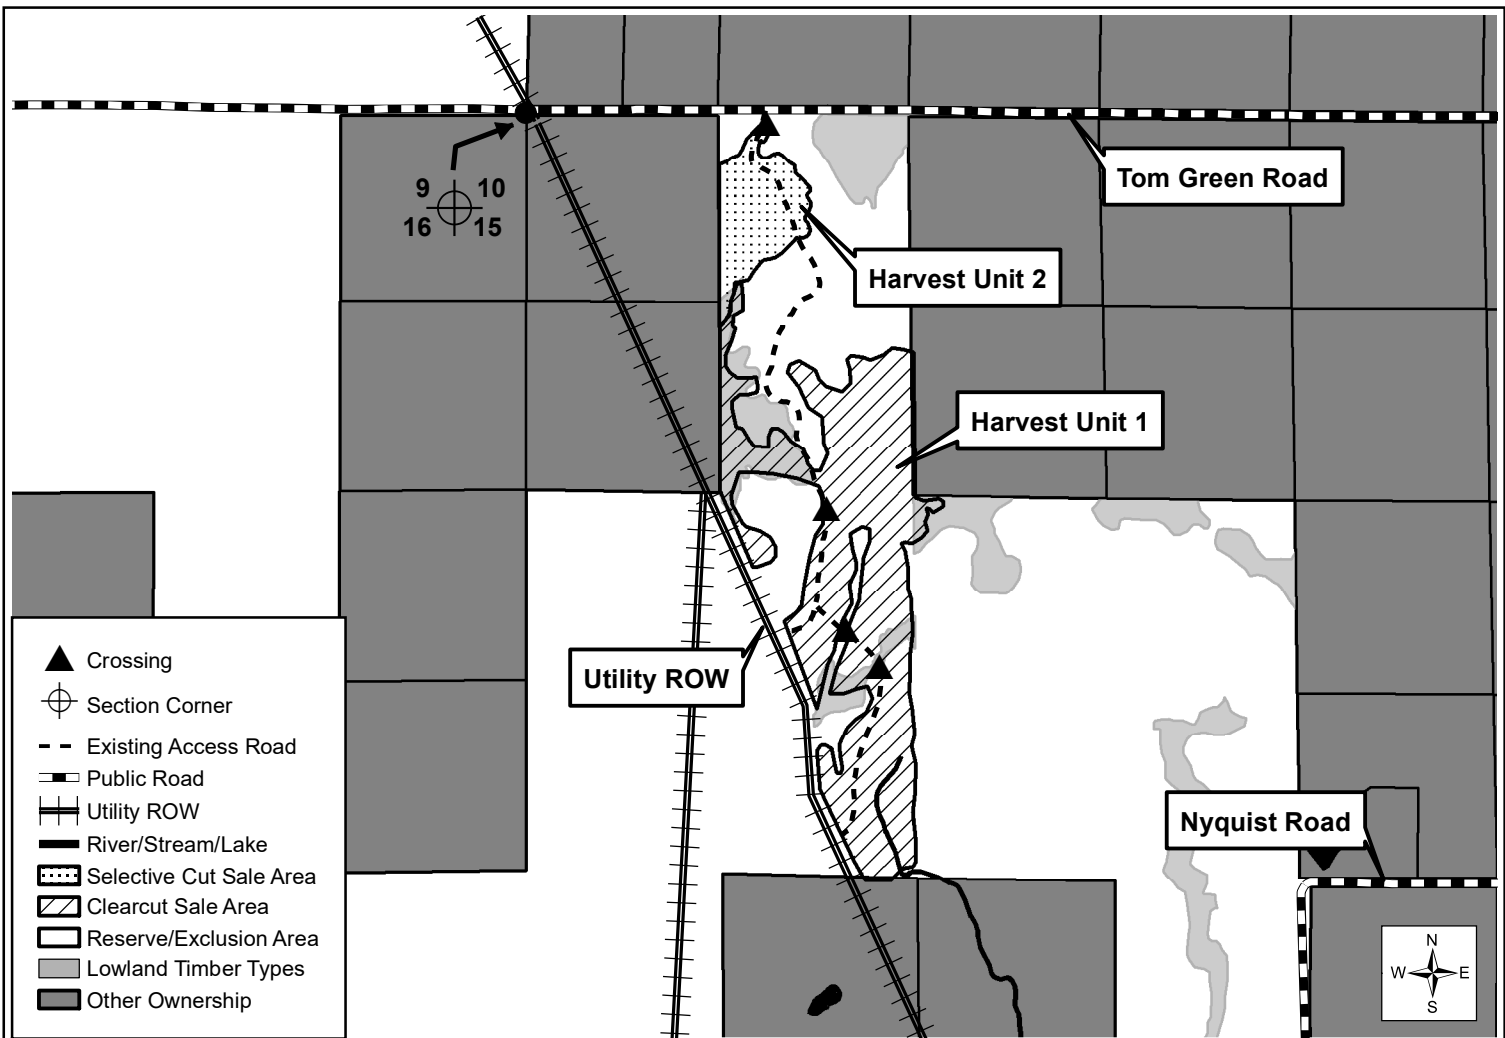 Tom Green Road
9 10
16 15
Harvest Unit 2
Harvest Unit 1
Utility ROW
Crossing
Section Corner
Existing Access Road
Public Road
Utility ROW
River/Stream/Lake
Selective Cut Sale Area
Clearcut Sale Area
Reserve/Exclusion Area
Lowland Timber Types
Other Ownership
Nyquist Road
N
W E
S